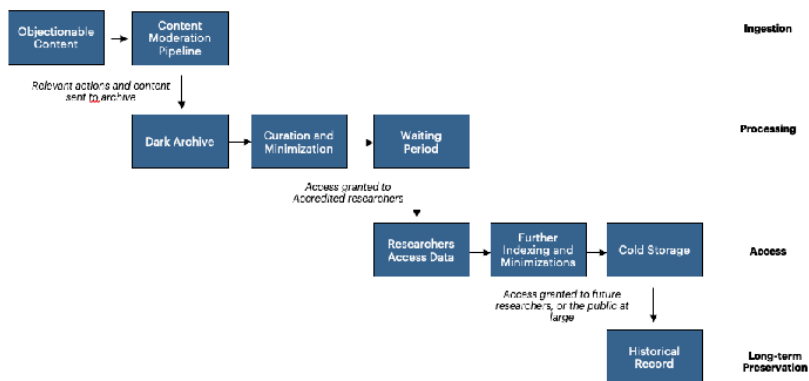 Objectionable
Content
Content
Moderation
Pipeline
Ingestion
Relevant actions and content
sent to archive
Dark Archive
Curation and
Minimization
Waiting
Period
Processing
Access granted to
Accredited researchers
Researchers
Access Data
Further
Indexing and
Minimizations
Cold Storage
Access
Access granted to future
researchers, or the public at
large
Historical
Record
Long-term
Preservation